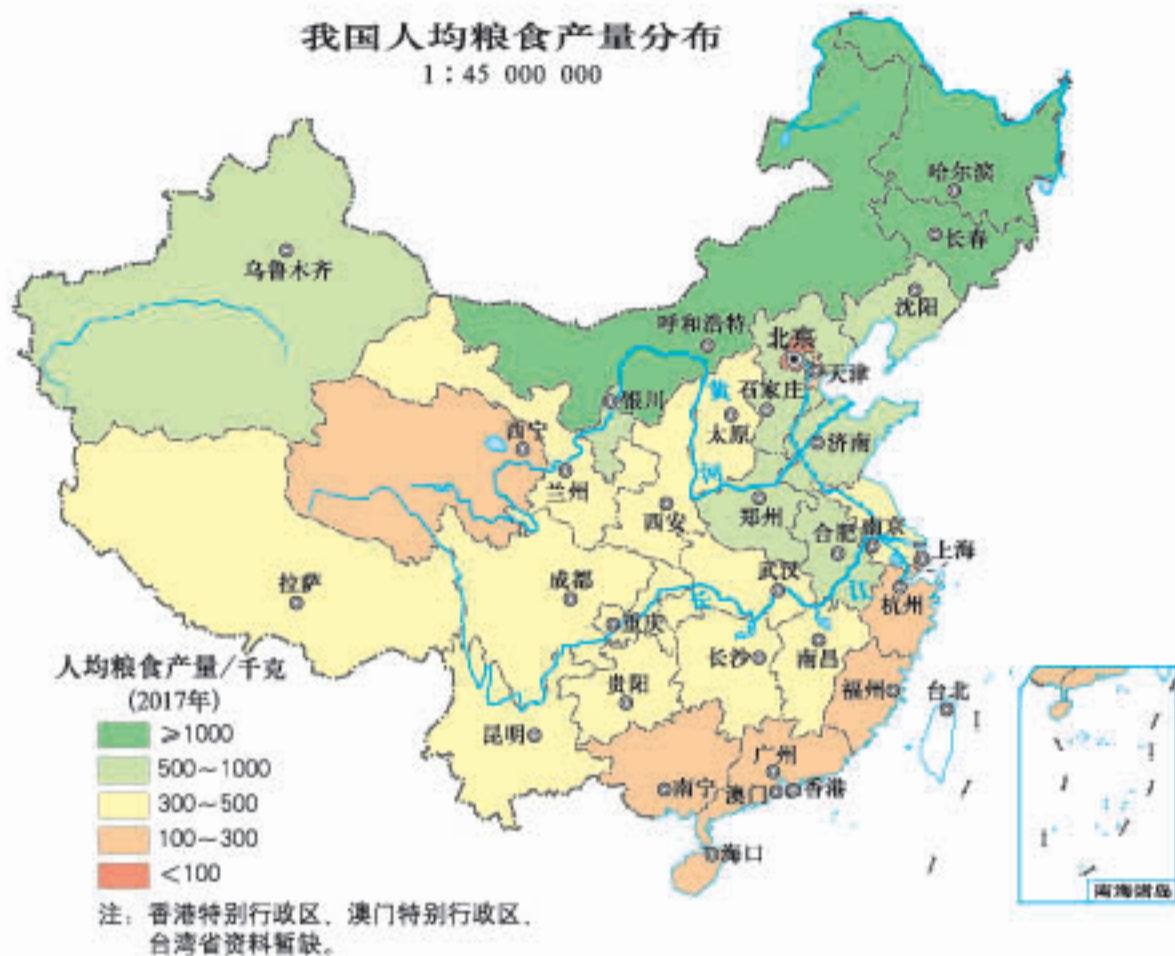 我国人均粮食产量分布
1：45 000 000
哈尔滨
长春
乌鲁木齐
沈阳
呼和浩特
北京
天津
银川
黄
石家庄
太原
西宁
济南
河
兰州
郑州
西安
合肥
南京
上海
武汉
拉萨
成都
长
江
杭州
重庆
长沙
南昌
贵阳
福州
台北
昆明
广州
南宁
澳门
香港
海口
南海诸岛
人均粮食产量/千克
(2017年)
≥1000
500～1000
300～500
100～300
<100
注：香港特别行政区、澳门特别行政区、
台湾省资料暂缺。